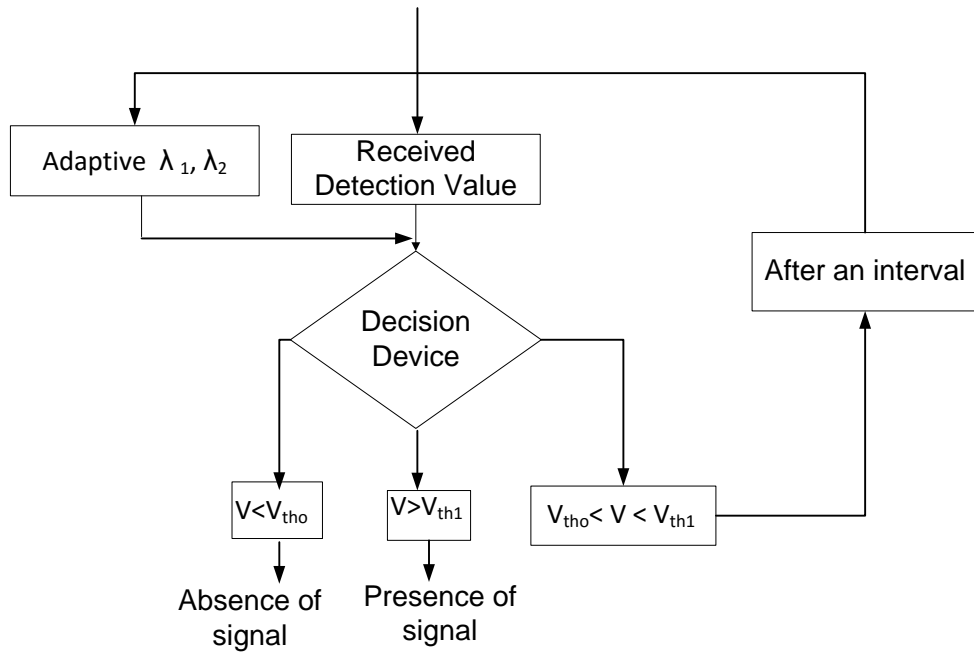 Adaptive λ 1, λ2
Received
Detection Value
After an interval
Decision
Device
V<Vtho
V>Vth1
Vtho< V < Vth1
Absence of
signal
Presence of
signal